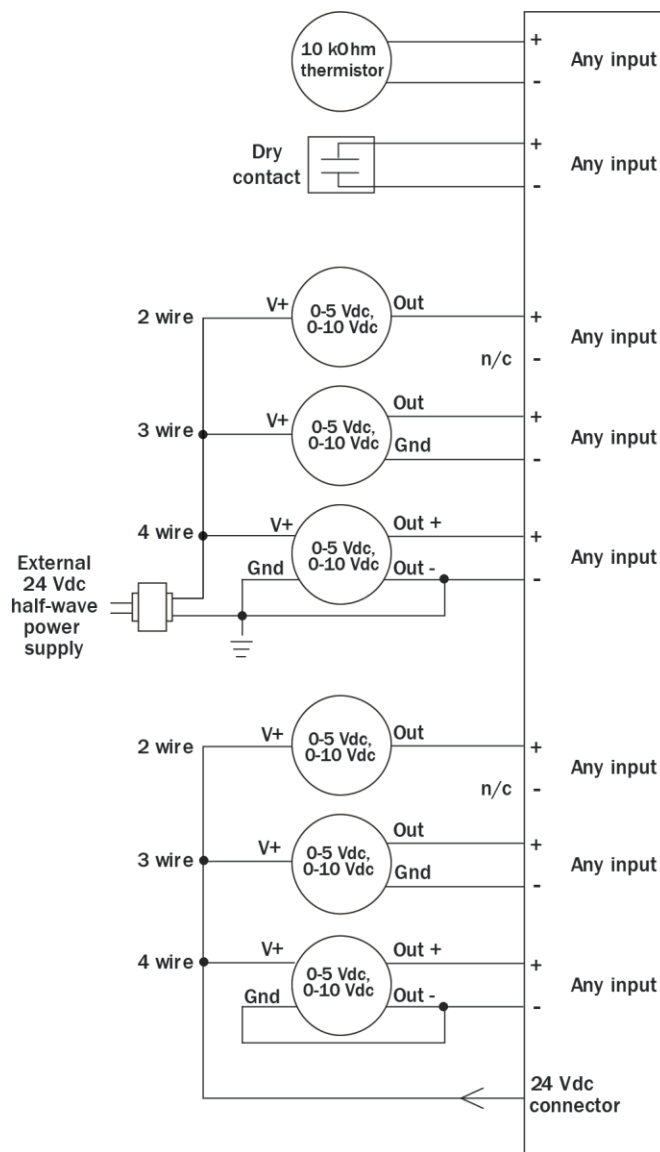 10 kOhm
thermistor
+
-
Any input
Dry
contact
+
-
Any input
2 wire
V+
0-5 Vdc,
0-10 Vdc
Out
+
n/c
-
Any input
3 wire
V+
0-5 Vdc,
0-10 Vdc
Out
+
Gnd
-
Any input
4 wire
V+
0-5 Vdc,
0-10 Vdc
Out +
+
Gnd
Out -
-
Any input
External
24 Vdc
half-wave
power
supply
2 wire
V+
0-5 Vdc,
0-10 Vdc
Out
+
n/c
-
Any input
3 wire
V+
0-5 Vdc,
0-10 Vdc
Out
+
Gnd
-
Any input
4 wire
V+
0-5 Vdc,
0-10 Vdc
Out +
+
Gnd
Out -
-
Any input
24 Vdc
connector